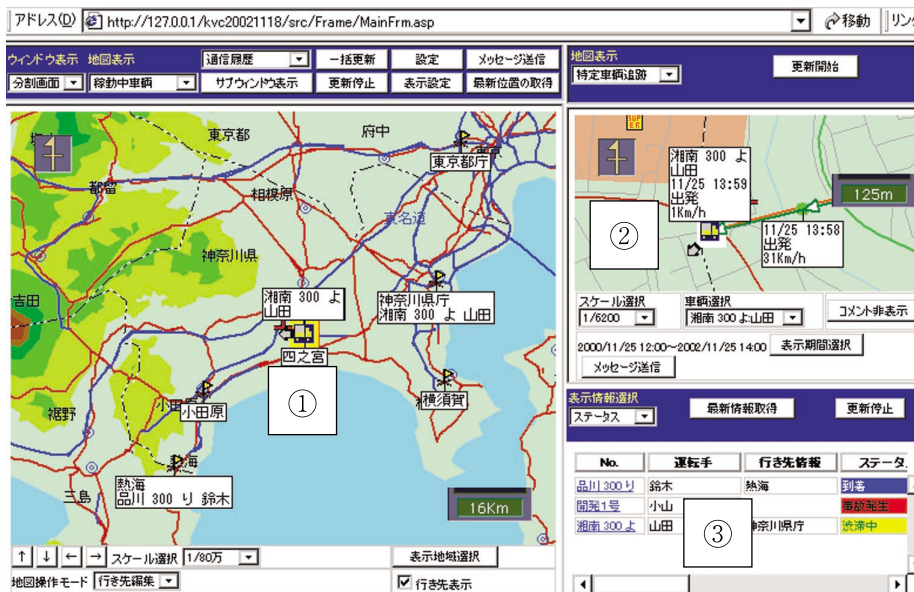 アドレス(D) http://127.0.0.1/kvc20021118/src/Frame/MainFrm.asp 移動 リンク
ウィンドウ表示 地図表示 通信履歴 一括更新 設定 メッセージ送信
分割画面 稼動中車輌 サブウィンドウ表示 更新停止 表示設定 最新位置の取得
東京都 府中
東京都庁
都留
相模原
東名道
神奈川県
吉田
湘南 300 よ
山田
神奈川県庁
湘南 300 よ 山田
四之宮
①
小田原
横須賀
裾野
熱海
品川 300 り 鈴木
三島
16Km
↑ ↓ ← → スケール選択 1/80万 表示地域選択
地図操作モード 行き先編集 行き先表示
地図表示
特定車輌追跡 更新開始
SUPER
湘南 300 よ
山田
11/25 13:59
出発
1Km/h
125m
②
11/25 13:58
出発
31Km/h
スケール選択 車輌選択
1/6200 湘南 300 よ:山田 コメント非表示
2000/11/25 12:00～2002/11/25 14:00 表示期間選択
メッセージ送信
表示情報選択
ステータス 最新情報取得 更新停止
No. 運転手 行き先情報 ステータ
品川 300 り 鈴木 熱海 到着
開発1号 小山 事故発生
湘南 300 よ 山田 神奈川県庁 渋滞中
③